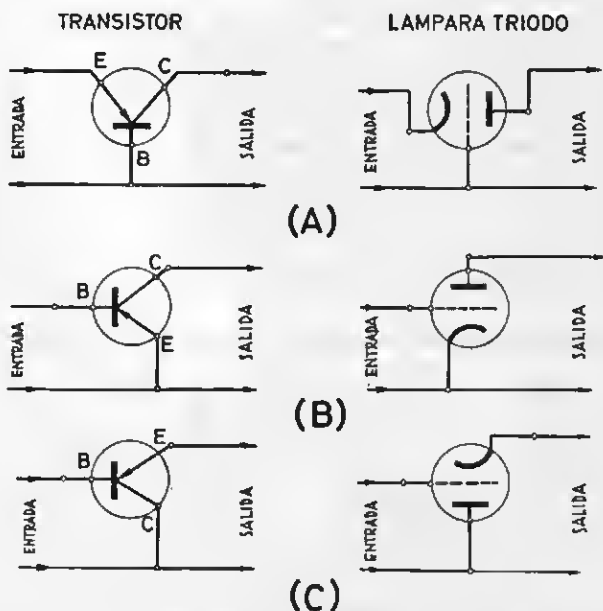 TRANSISTOR
LAMPARA TRIODO
E
C
B
ENTRADA
SALIDA
ENTRADA
SALIDA
(A)
B
C
E
ENTRADA
SALIDA
ENTRADA
SALIDA
(B)
B
E
C
ENTRADA
SALIDA
ENTRADA
SALIDA
(C)